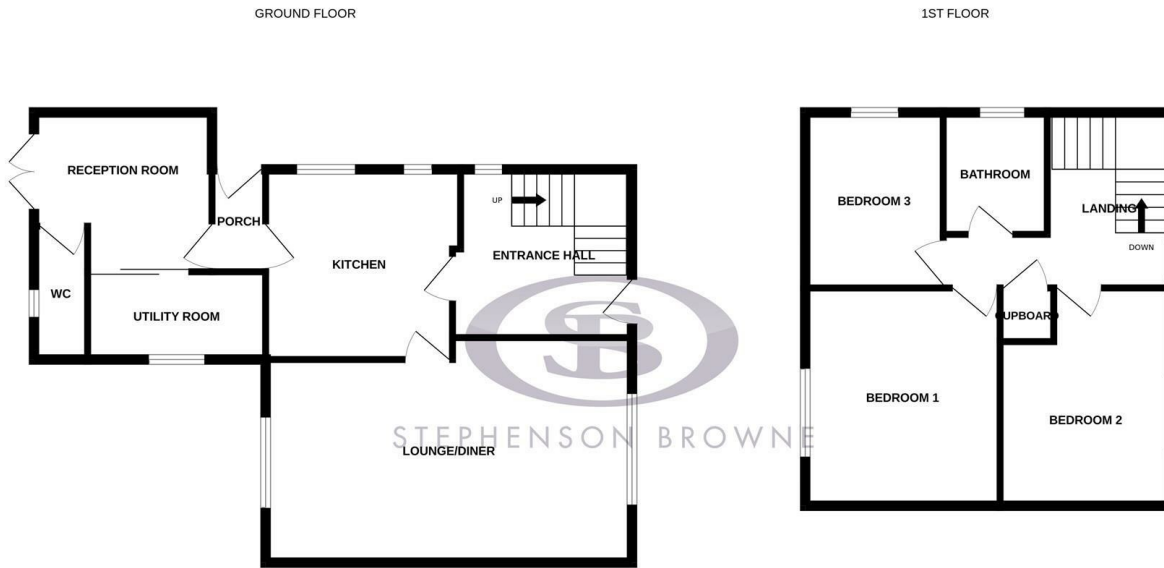 GROUND FLOOR
1ST FLOOR
RECEPTION ROOM
PORCH
WC
UTILITY ROOM
KITCHEN
UP
ENTRANCE HALL
LOUNGE/DINER
SB
STEPHENSON BROWNE
BEDROOM 3
BATHROOM
LANDING
DOWN
CUPBOARD
BEDROOM 1
BEDROOM 2